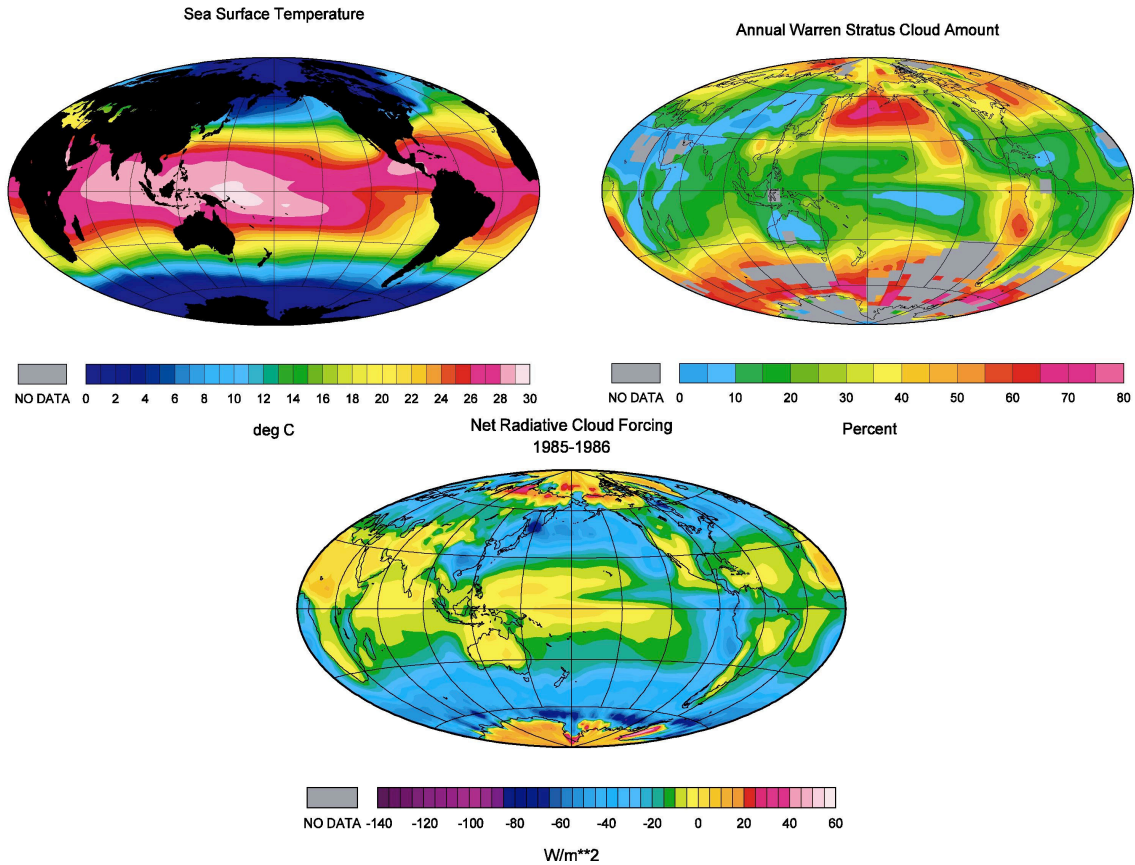 Sea Surface Temperature
Annual Warren Stratus Cloud Amount
NO DATA 0 2 4 6 8 10 12 14 16 18 20 22 24 26 28 30
deg C
NO DATA 0 10 20 30 40 50 60 70 80
Percent
Net Radiative Cloud Forcing
1985-1986
NO DATA -140 -120 -100 -80 -60 -40 -20 0 20 40 60
W/m**2